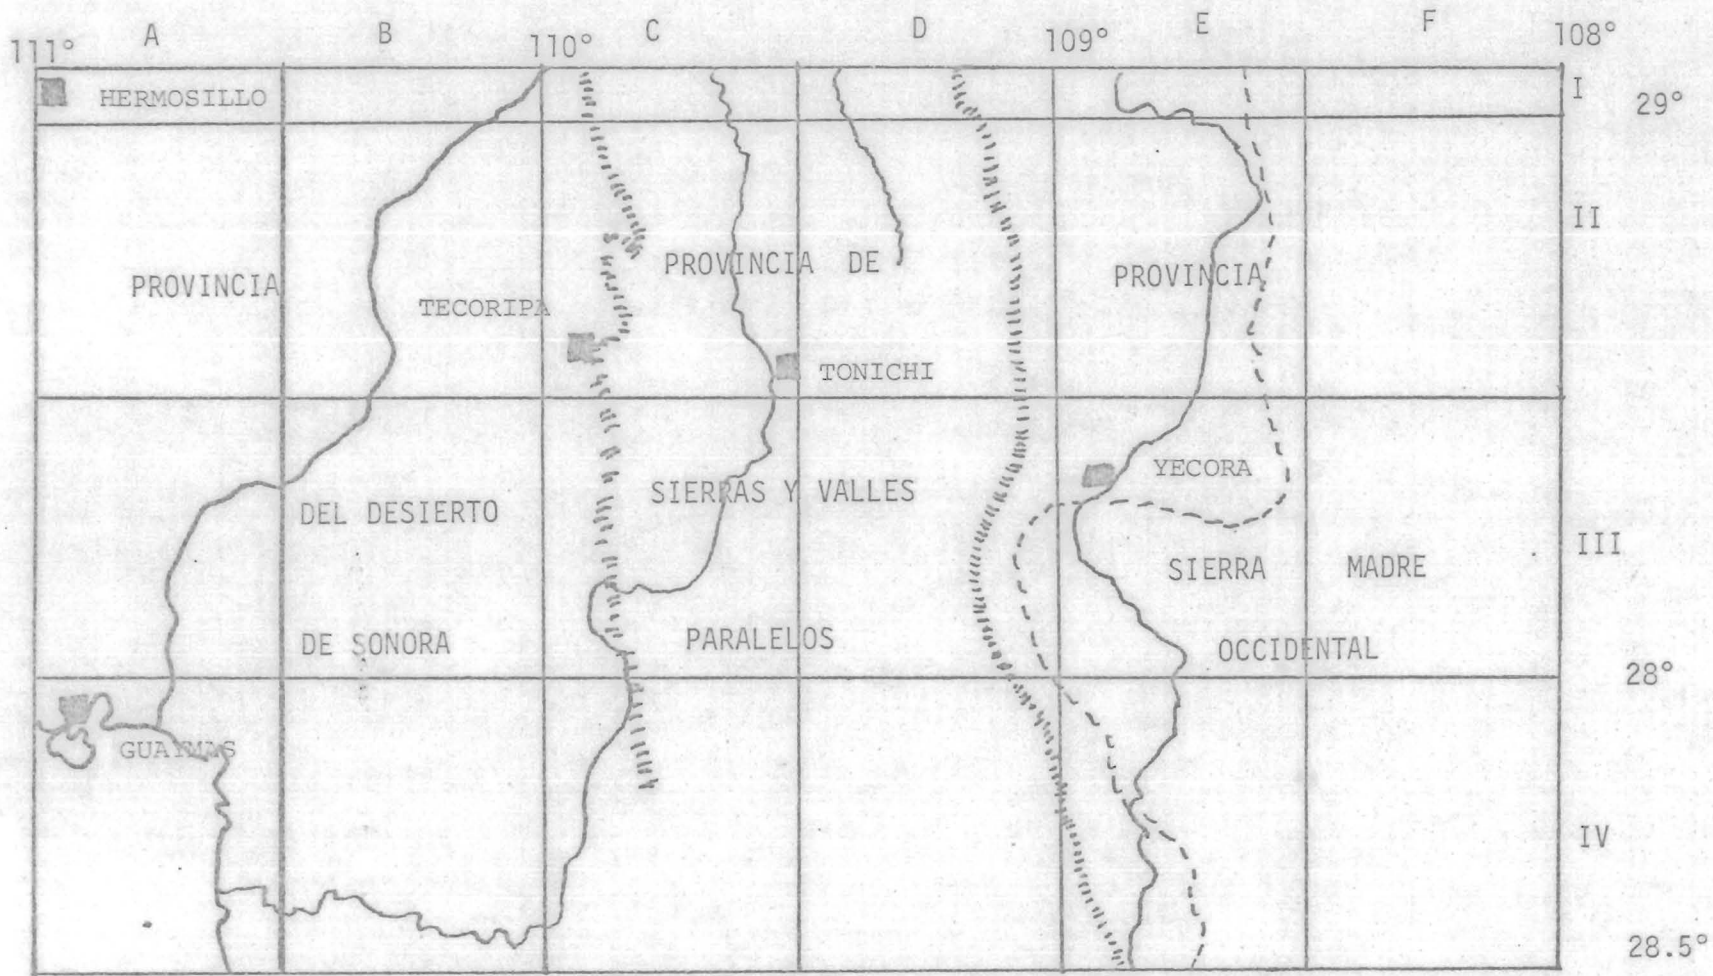 A B C D E F
111° 110° 109° 108°
HERMOSILLO
I 29°
II
PROVINCIA PROVINCIA DE PROVINCIA
TECORIPA
TONICHI
YECORA
DEL DESIERTO SIERRAS Y VALLES
III
SIERRA MADRE
DE SONORA PARALELOS OCCIDENTAL
28°
GUAYMAS
IV
28.5°